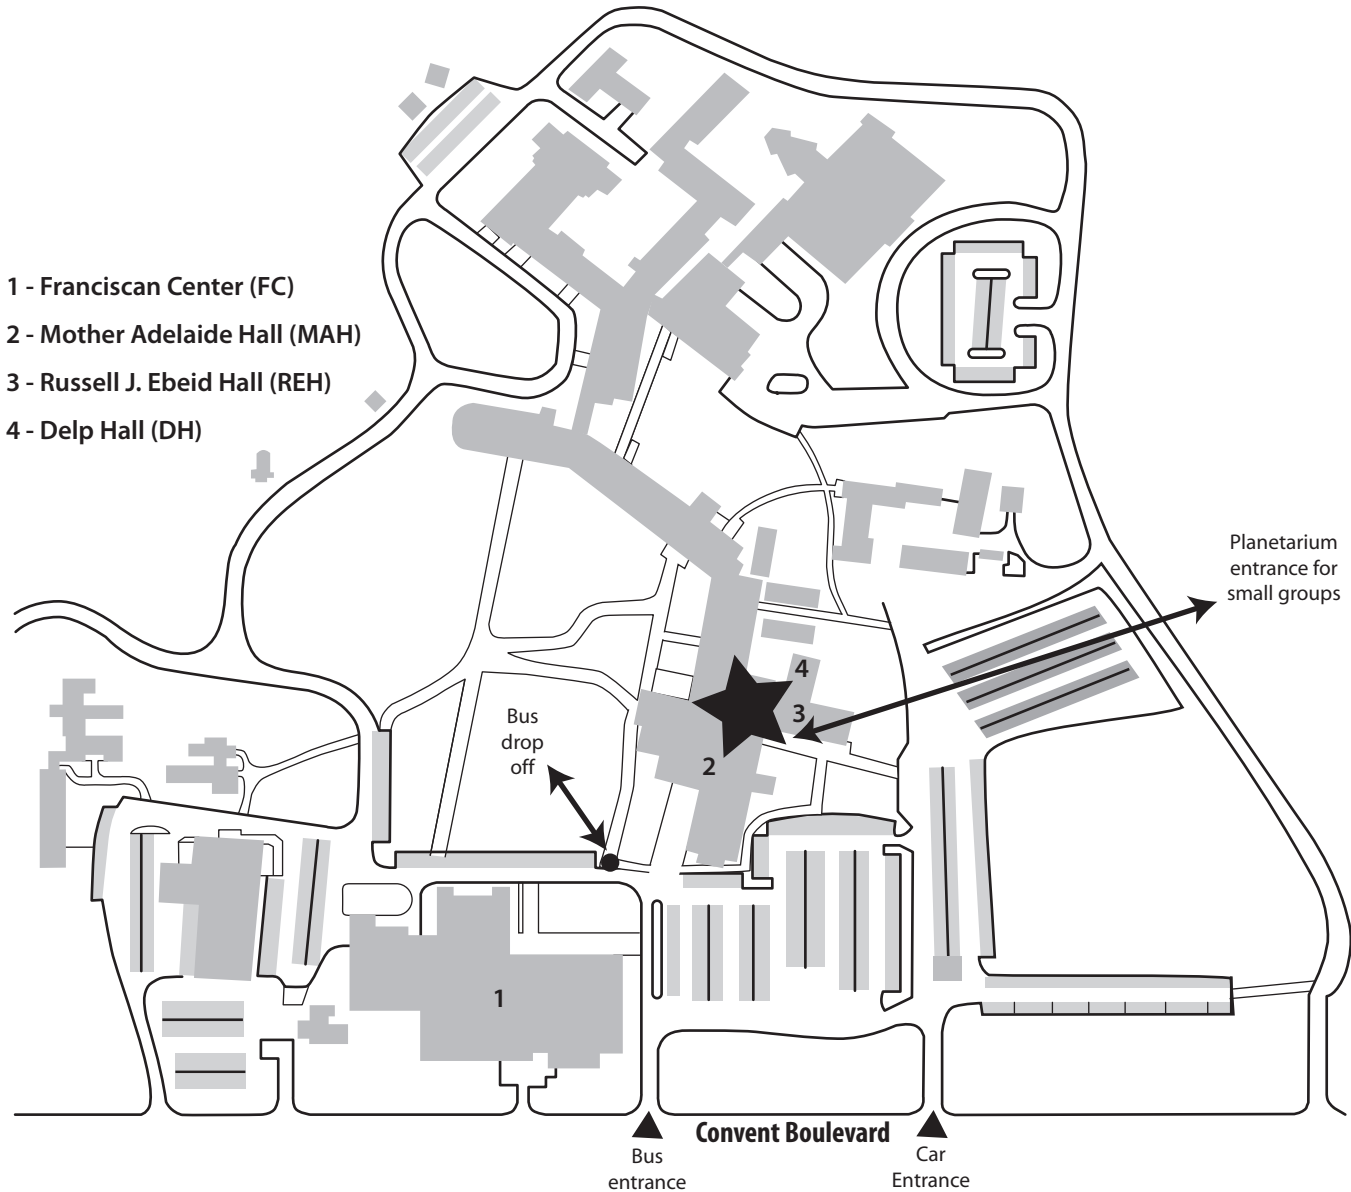 1 - Franciscan Center (FC)
2 - Mother Adelaide Hall (MAH)
3 - Russell J. Ebeid Hall (REH)
4 - Delp Hall (DH)
Planetarium
entrance for
small groups
4
3
2
Bus
drop
off
1
Convent Boulevard
Bus
entrance
Car
Entrance